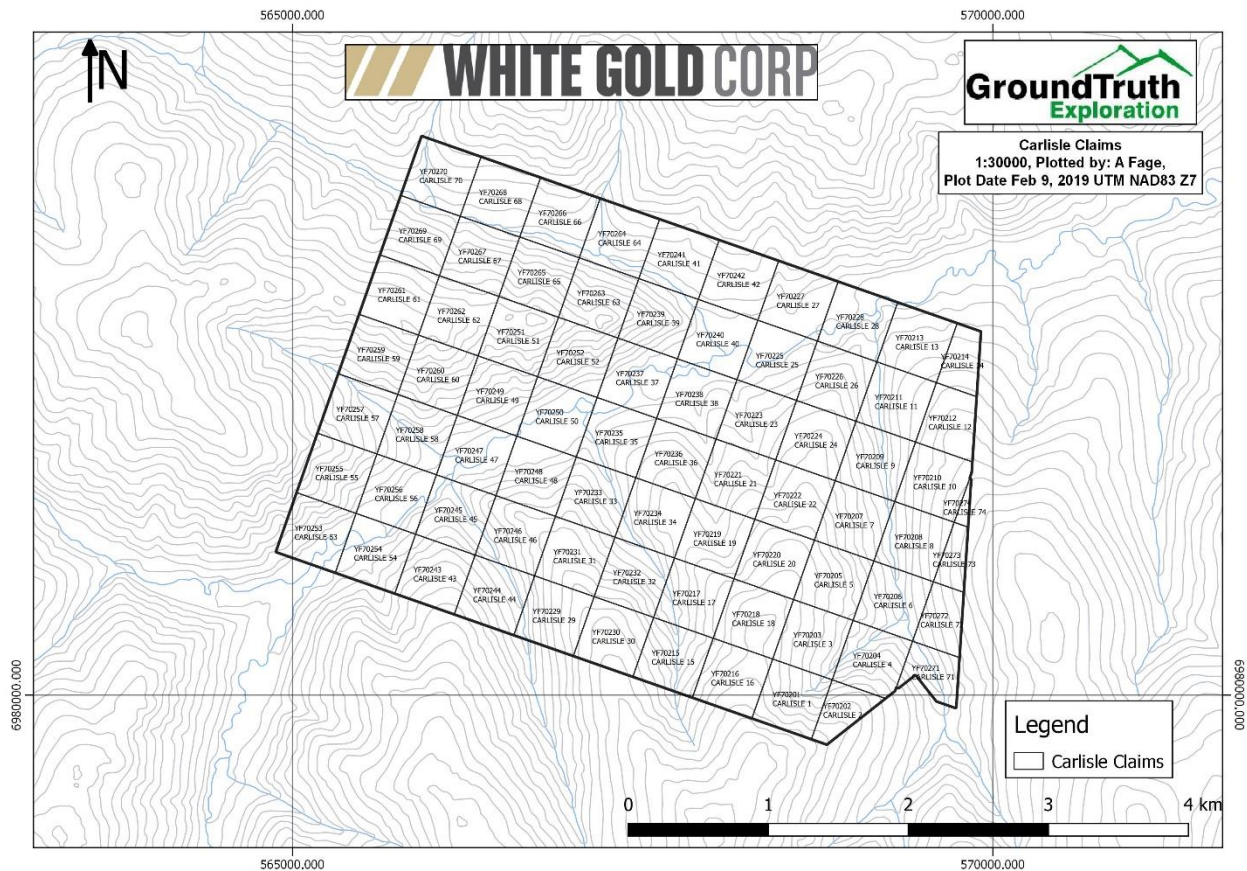 565000.000
570000.000
N
WHITE GOLD CORP
GroundTruth
Exploration
Carlisle Claims
1:30000, Plotted by: A Fage,
Plot Date Feb 9, 2019 UTM NAD83 Z7
YF70270
CARLISLE 70
YF70268
CARLISLE 68
YF70266
CARLISLE 66
YF70264
CARLISLE 64
YF70241
CARLISLE 41
YF70242
CARLISLE 42
YF70227
CARLISLE 27
YF70228
CARLISLE 28
YF70213
CARLISLE 13
YF70214
CARLISLE 14
YF70269
CARLISLE 69
YF70267
CARLISLE 67
YF70265
CARLISLE 65
YF70263
CARLISLE 63
YF70239
CARLISLE 39
YF70240
CARLISLE 40
YF70225
CARLISLE 25
YF70226
CARLISLE 26
YF70211
CARLISLE 11
YF70212
CARLISLE 12
YF70261
CARLISLE 61
YF70262
CARLISLE 62
YF70251
CARLISLE 51
YF70252
CARLISLE 52
YF70237
CARLISLE 37
YF70238
CARLISLE 38
YF70223
CARLISLE 23
YF70224
CARLISLE 24
YF70209
CARLISLE 9
YF70210
CARLISLE 10
YF70274
CARLISLE 74
YF70259
CARLISLE 59
YF70260
CARLISLE 60
YF70249
CARLISLE 49
YF70250
CARLISLE 50
YF70235
CARLISLE 35
YF70236
CARLISLE 36
YF70221
CARLISLE 21
YF70222
CARLISLE 22
YF70207
CARLISLE 7
YF70208
CARLISLE 8
YF70273
CARLISLE 73
YF70257
CARLISLE 57
YF70258
CARLISLE 58
YF70247
CARLISLE 47
YF70248
CARLISLE 48
YF70233
CARLISLE 33
YF70234
CARLISLE 34
YF70219
CARLISLE 19
YF70220
CARLISLE 20
YF70205
CARLISLE 5
YF70206
CARLISLE 6
YF70272
CARLISLE 72
YF70255
CARLISLE 55
YF70256
CARLISLE 56
YF70245
CARLISLE 45
YF70246
CARLISLE 46
YF70231
CARLISLE 31
YF70232
CARLISLE 32
YF70217
CARLISLE 17
YF70218
CARLISLE 18
YF70203
CARLISLE 3
YF70204
CARLISLE 4
YF70271
CARLISLE 71
YF70253
CARLISLE 53
YF70254
CARLISLE 54
YF70243
CARLISLE 43
YF70244
CARLISLE 44
YF70229
CARLISLE 29
YF70230
CARLISLE 30
YF70215
CARLISLE 15
YF70216
CARLISLE 16
YF70201
CARLISLE 1
YF70202
CARLISLE 2
6980000.000
6980000.000
Legend
Carlisle Claims
0 1 2 3 4 km
565000.000
570000.000